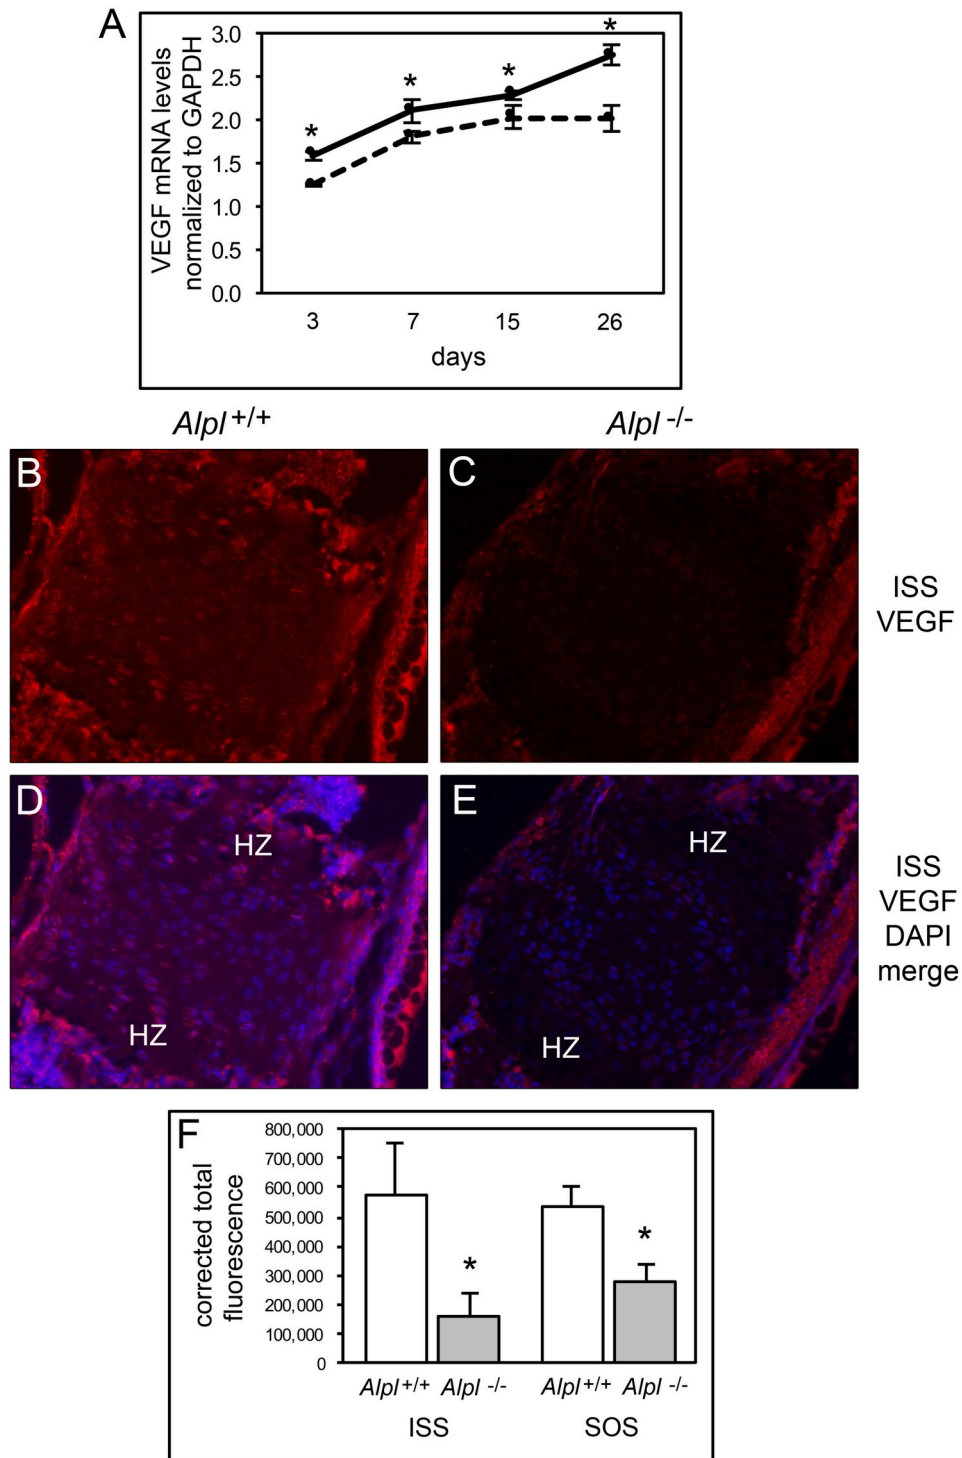 A
VEGF mRNA levels
normalized to GAPDH
3.0
2.5
2.0
1.5
1.0
0.5
0.0
*
*
*
*
3 7 15 26
days
Alpl +/+ Alpl -/-
B C
ISS
VEGF
D E
HZ HZ
HZ HZ
ISS
VEGF
DAPI
merge
F
corrected total
fluorescence
800,000
700,000
600,000
500,000
400,000
300,000
200,000
100,000
0
* *
Alpl +/+ Alpl -/- Alpl +/+ Alpl -/-
ISS SOS